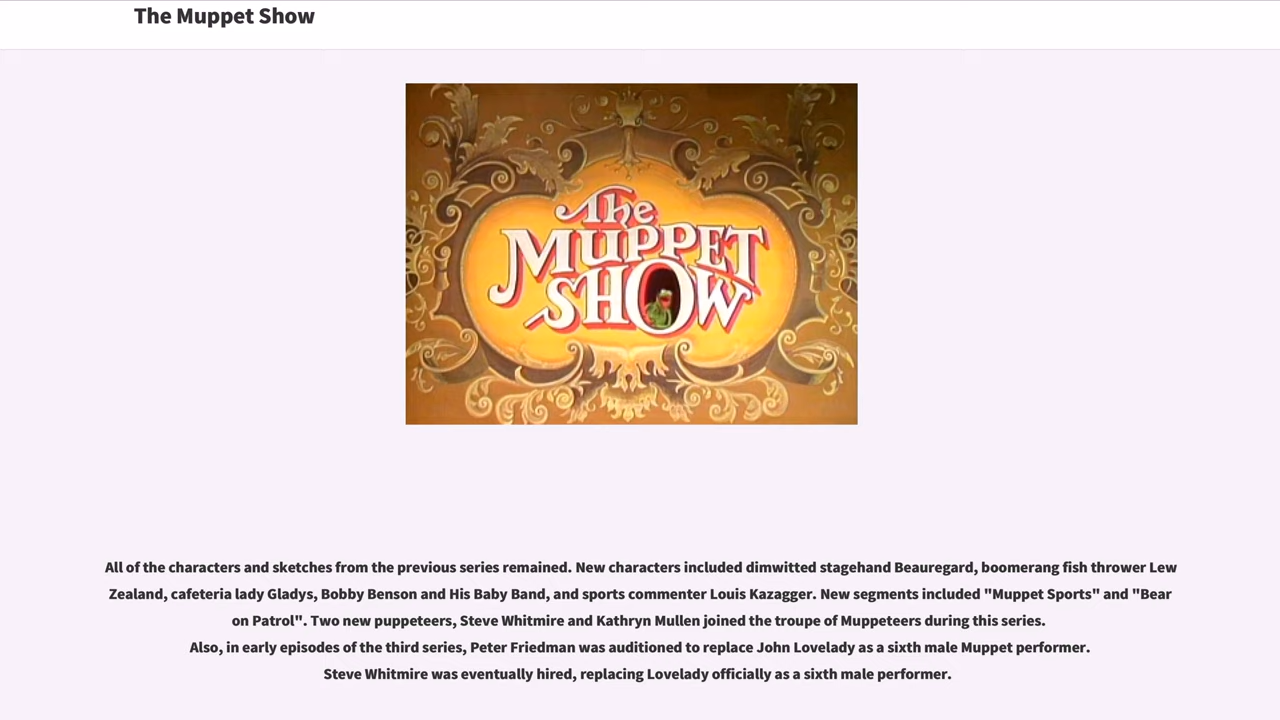 The Muppet Show
The
MUPPET
SHOW
All of the characters and sketches from the previous series remained. New characters included dimwitted stagehand Beauregard, boomerang fish thrower Lew
Zealand, cafeteria lady Gladys, Bobby Benson and His Baby Band, and sports commenter Louis Kazagger. New segments included "Muppet Sports" and "Bear
on Patrol". Two new puppeteers, Steve Whitmire and Kathryn Mullen joined the troupe of Muppeteers during this series.
Also, in early episodes of the third series, Peter Friedman was auditioned to replace John Lovelady as a sixth male Muppet performer.
Steve Whitmire was eventually hired, replacing Lovelady officially as a sixth male performer.